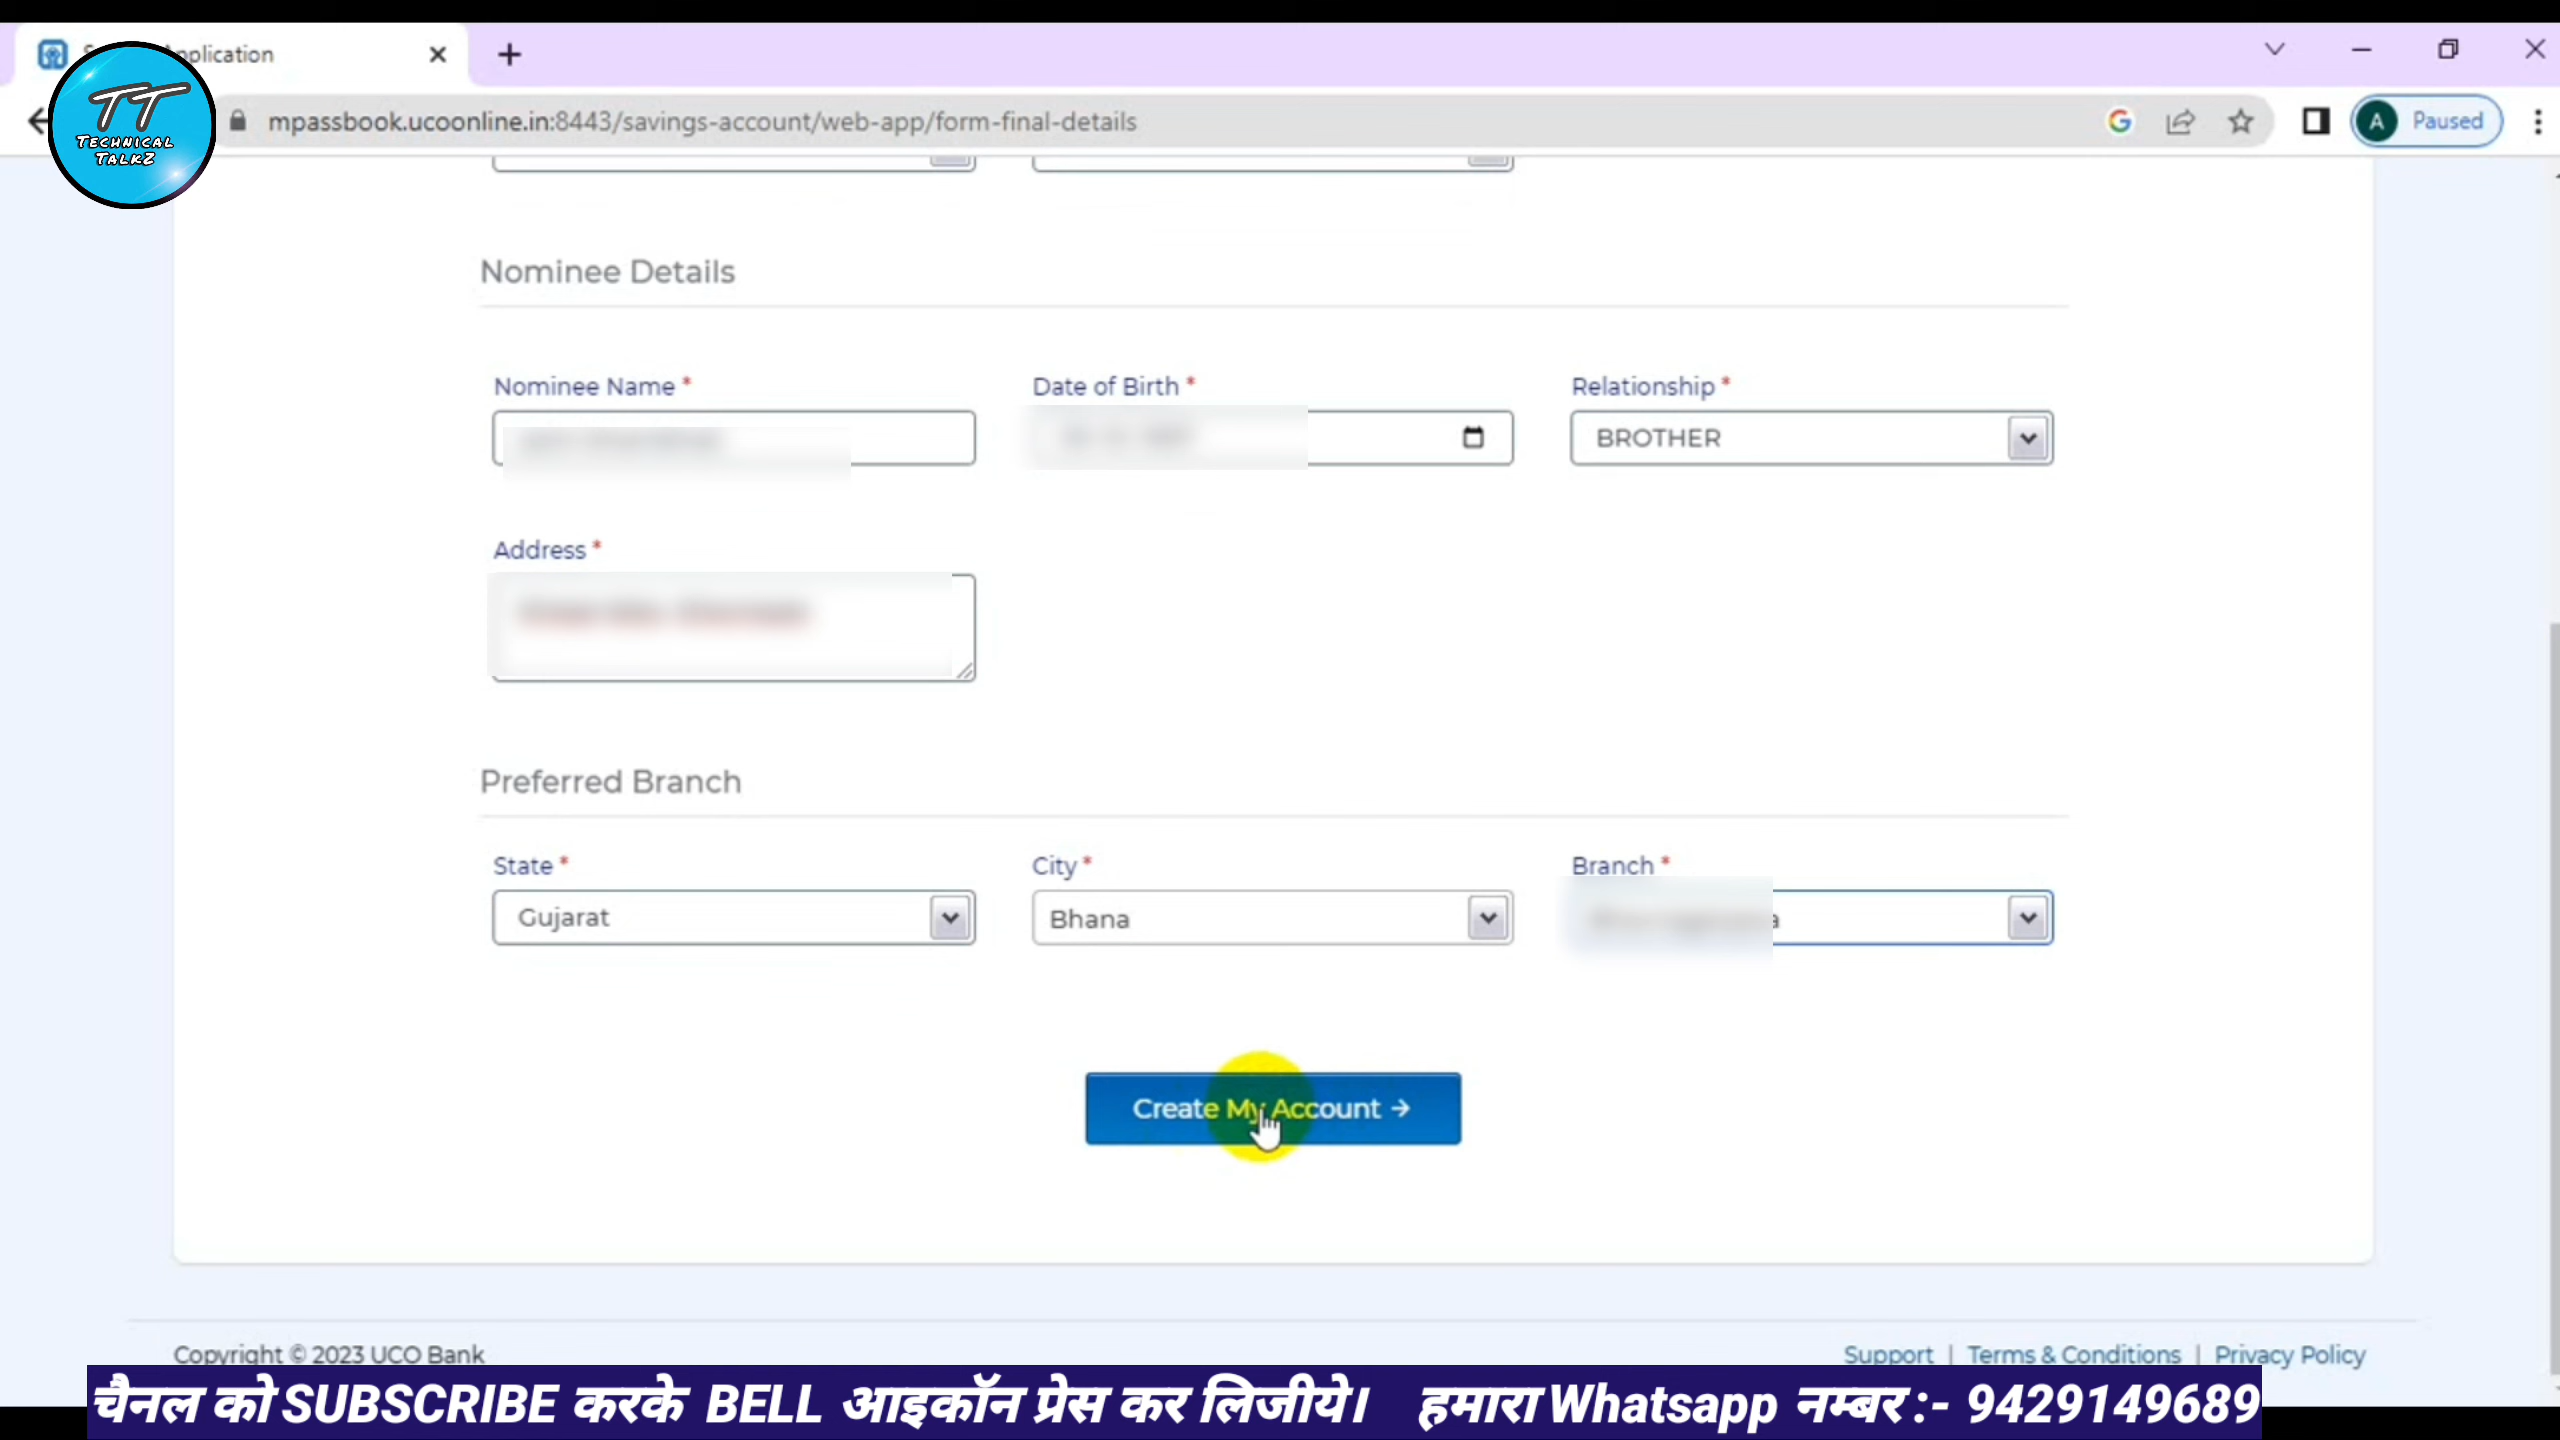 plication
TT
TECHNICAL
TALKZ
mpassbook.ucoonline.in:8443/savings-account/web-app/form-final-details
A Paused
Nominee Details
Nominee Name * Date of Birth * Relationship *
BROTHER
Address *
Preferred Branch
State * City * Branch *
Gujarat Bhana
Create My Account →
Copyright © 2023 UCO Bank Support | Terms & Conditions | Privacy Policy
चैनल को SUBSCRIBE करके BELL आइकॉन प्रेस कर लिजीये। हमारा Whatsapp नम्बर :- 9429149689